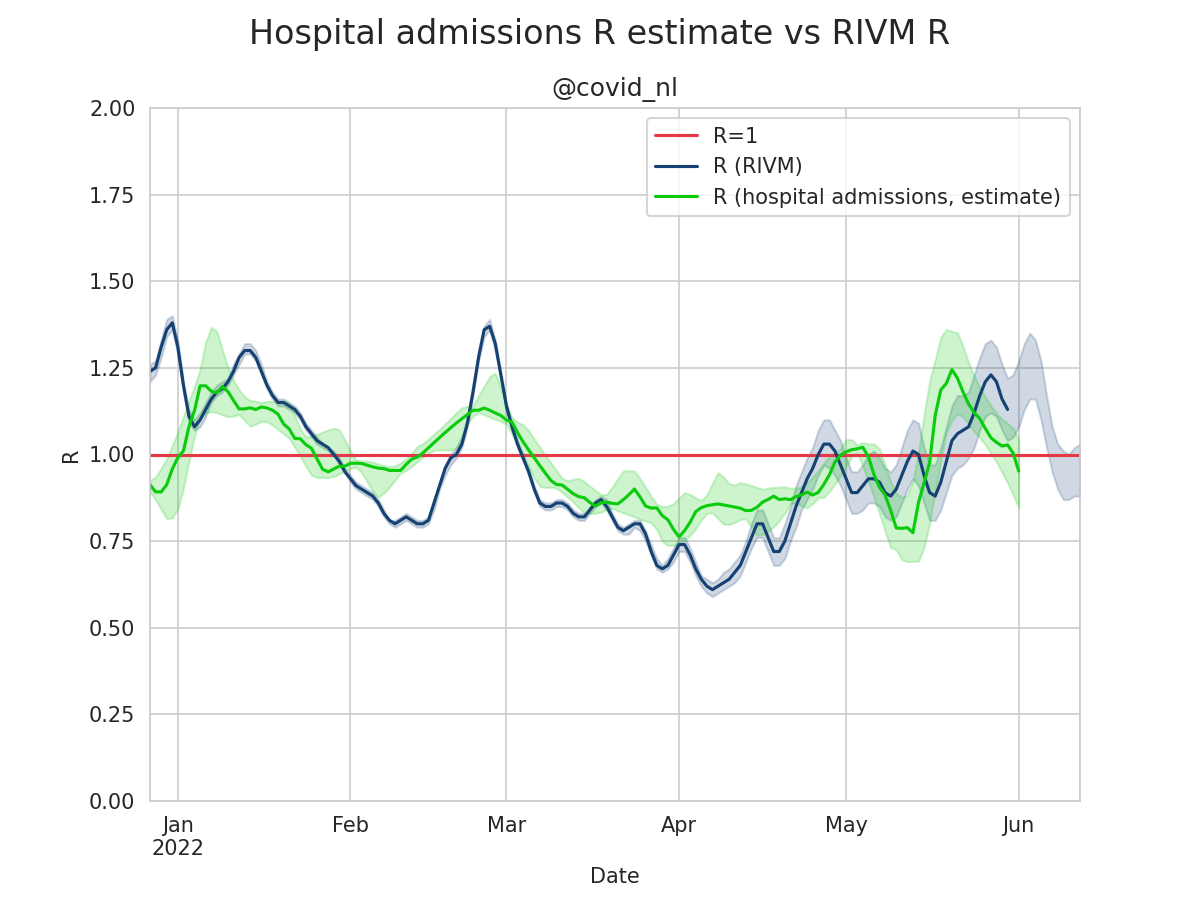 Hospital admissions R estimate vs RIVM R
@covid_nl
R=1
R (RIVM)
R (hospital admissions, estimate)
2.00
1.75
1.50
1.25
1.00
0.75
0.50
0.25
0.00
R
Jan Feb Mar Apr May Jun
2022
Date